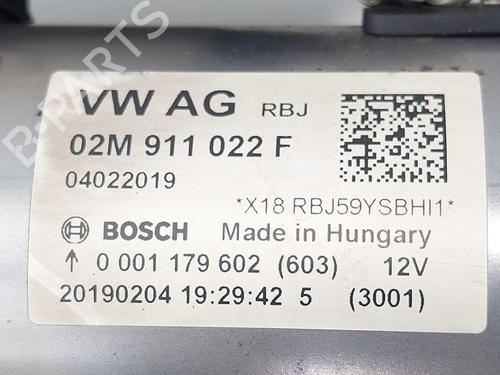 VW AG RBJ
02M 911 022 F
04022019
*X18 RBJ59YSBHI1*
BOSCH Made in Hungary
↑ 0 001 179 602 (603) 12V
20190204 19:29:42 5 (3001)
B-PARTS